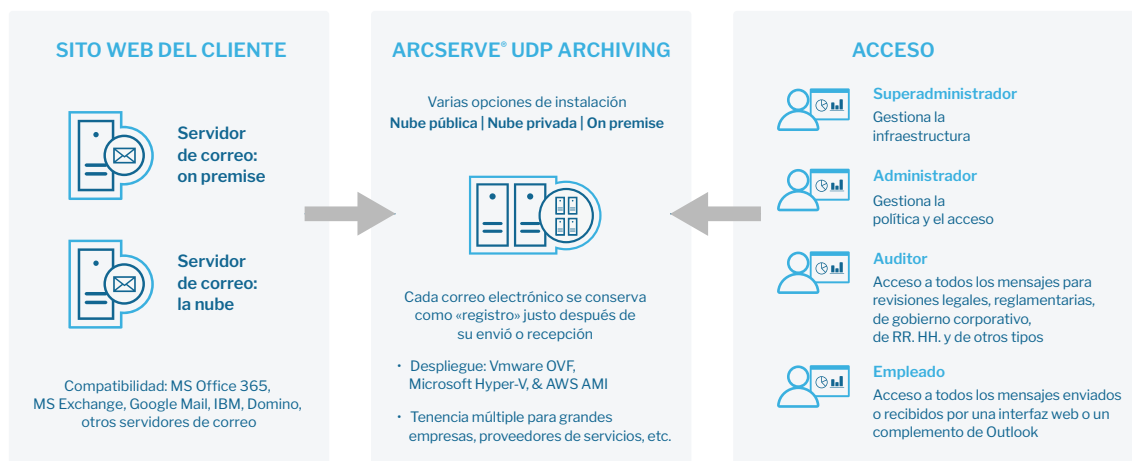 SITO WEB DEL CLIENTE
Servidor
de correo:
on premise
Servidor
de correo:
la nube
Compatibilidad: MS Office 365,
MS Exchange, Google Mail, IBM, Domino,
otros servidores de correo
ARCSERVE® UDP ARCHIVING
Varias opciones de instalación
Nube pública | Nube privada | On premise
Cada correo electrónico se conserva
como «registro» justo después de
su envió o recepción
• Despliegue: Vmware OVF,
Microsoft Hyper-V, & AWS AMI
• Tenencia múltiple para grandes
empresas, proveedores de servicios, etc.
ACCESO
Superadministrador
Gestiona la
infraestructura
Administrador
Gestiona la
política y el acceso
Auditor
Acceso a todos los mensajes para
revisiones legales, reglamentarias,
de gobierno corporativo,
de RR. HH. y de otros tipos
Empleado
Acceso a todos los mensajes enviados
o recibidos por una interfaz web o un
complemento de Outlook